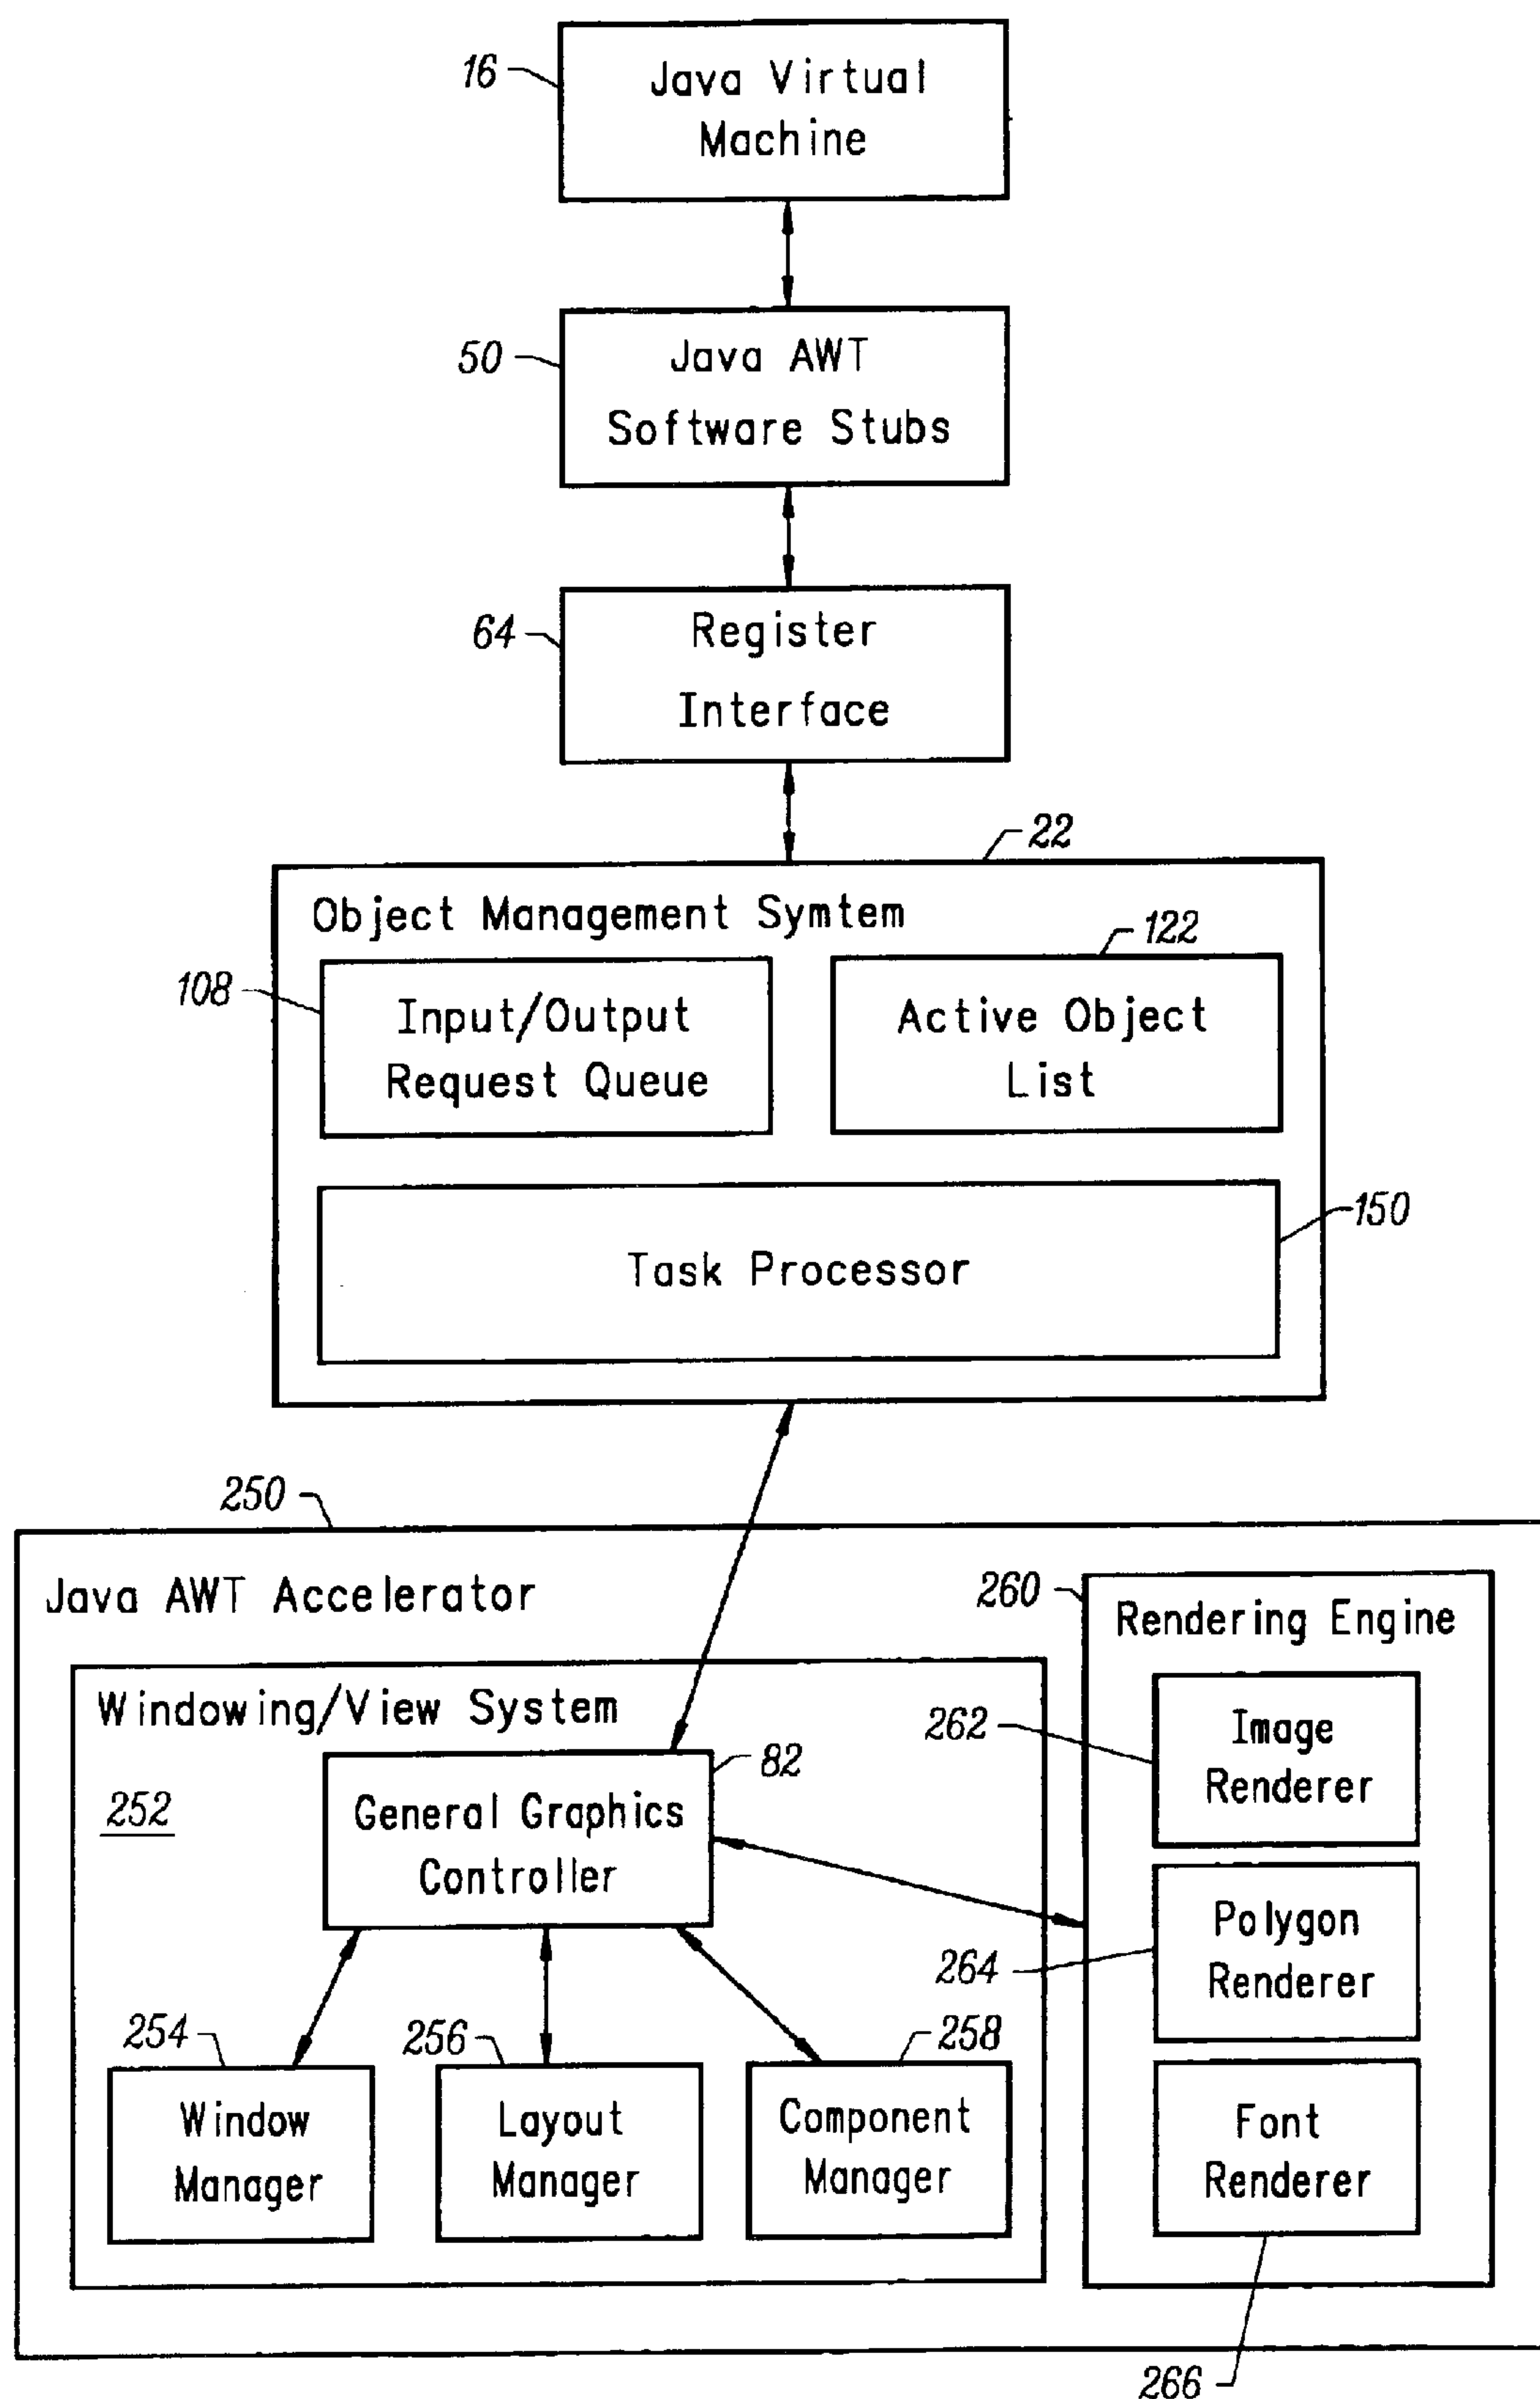 16
Java Virtual
Machine
50
Java AWT
Software Stubs
64
Register
Interface
22
Object Management Symtem
108
Input/Output
Request Queue
122
Active Object
List
150
Task Processor
250
Java AWT Accelerator
252
Windowing/View System
82
General Graphics
Controller
254
Window
Manager
256
Layout
Manager
258
Component
Manager
260
Rendering Engine
262
Image
Renderer
264
Polygon
Renderer
Font
Renderer
266